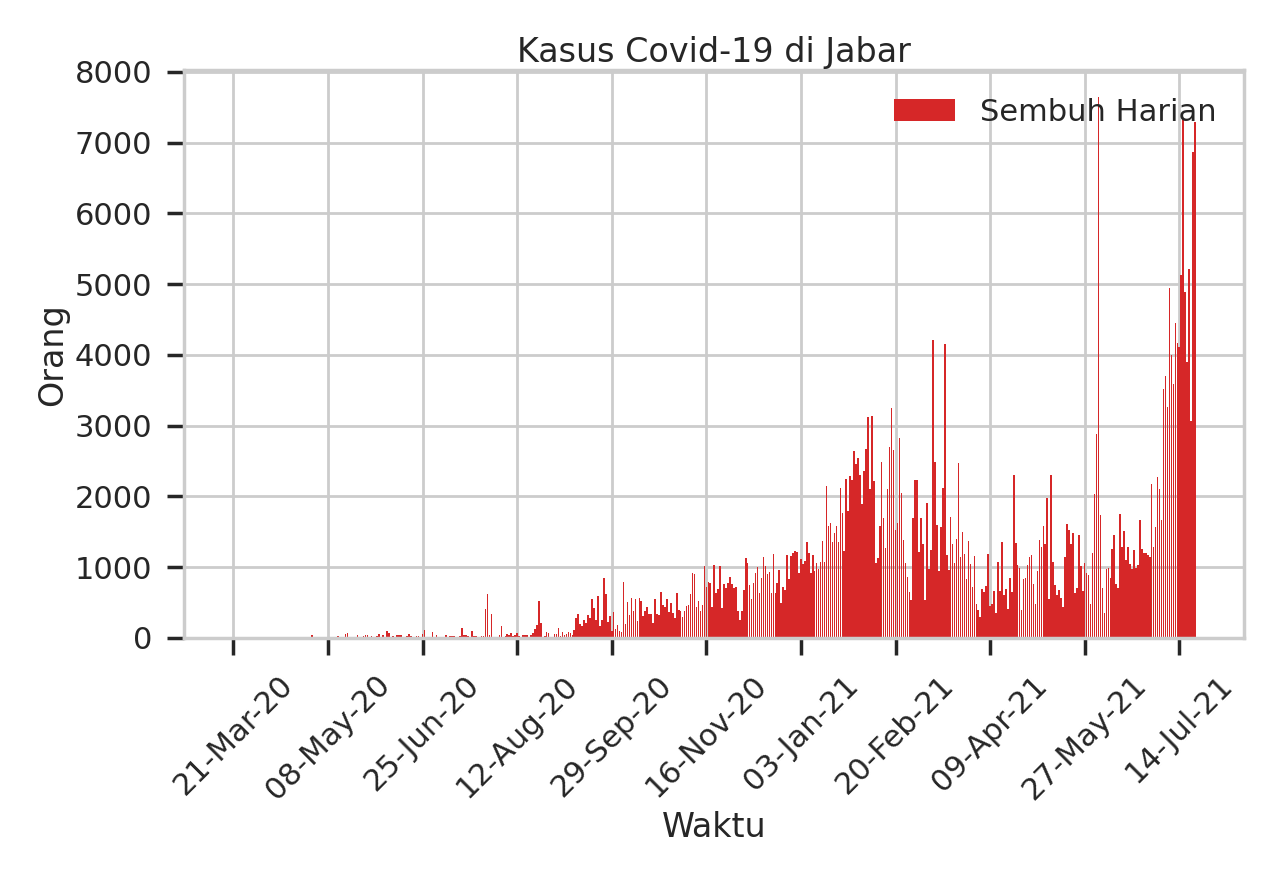 Kasus Covid-19 di Jabar
Sembuh Harian
8000
7000
6000
5000
4000
3000
2000
1000
0
Orang
21-Mar-20
08-May-20
25-Jun-20
12-Aug-20
29-Sep-20
16-Nov-20
03-Jan-21
20-Feb-21
09-Apr-21
27-May-21
14-Jul-21
Waktu